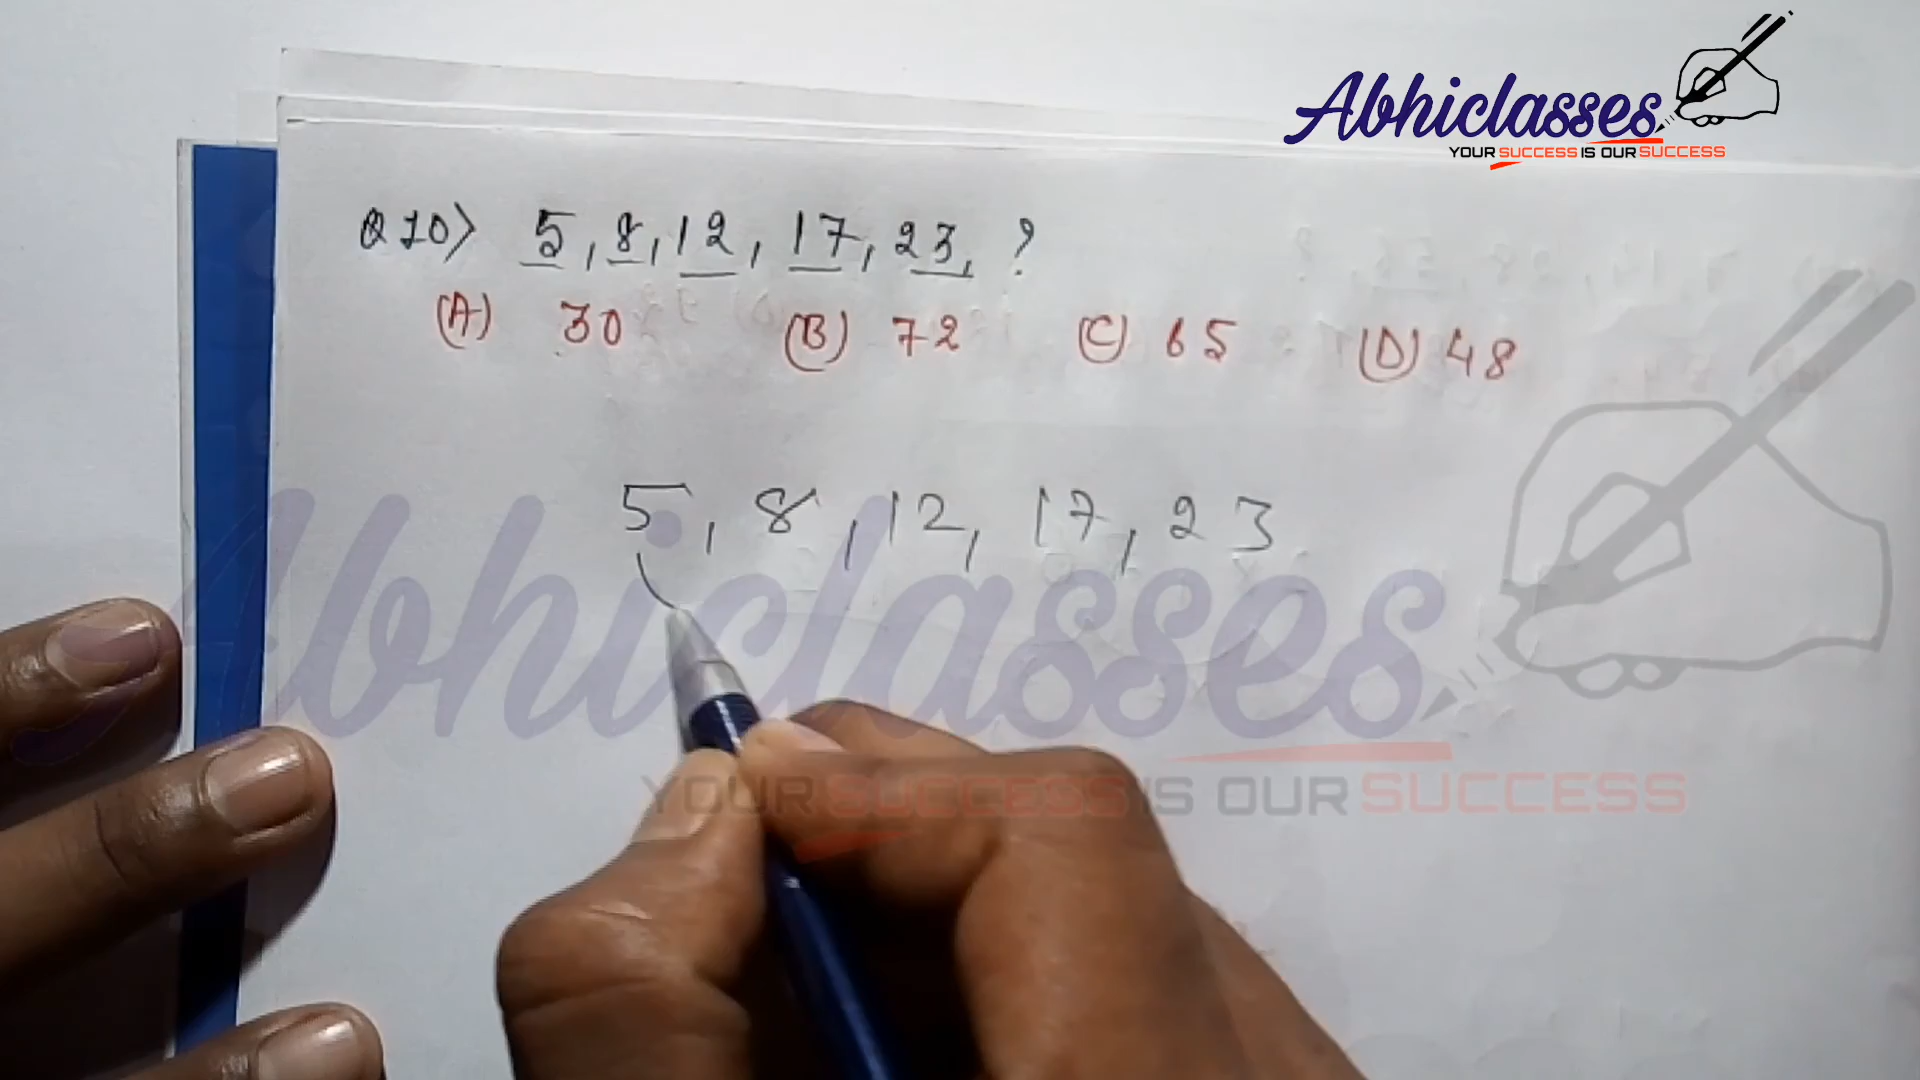 Abhiclasses
YOUR SUCCESS IS OUR SUCCESS
Q10> 5, 8, 12, 17, 23, ?
(A) 30 (B) 72 (C) 65 (D) 48
5, 8, 12, 17, 23
Abhiclasses
YOUR SUCCESS IS OUR SUCCESS